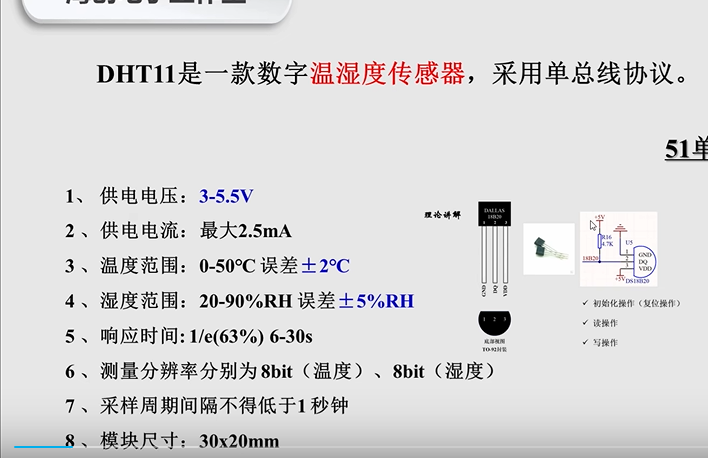 DHT11是一款数字温湿度传感器，采用单总线协议。
51单
1、 供电电压：3-5.5V
2 、供电电流：最大2.5mA
3 、温度范围：0-50℃ 误差±2℃
4 、湿度范围：20-90%RH 误差±5%RH
5 、响应时间: 1/e(63%) 6-30s
6 、测量分辨率分别为 8bit（温度）、8bit（湿度）
7 、采样周期间隔不得低于1 秒钟
8 、模块尺寸：30x20mm
理论讲解
DALLAS
18B20
1 2 3
GND
DQ
VDD
1 2 3
底部视图
TO-92封装
+5V
R16
4.7K
U5
18B20
GND
DQ
VDD
+5V
DS18B20
✓ 初始化操作（复位操作）
✓ 读操作
✓ 写操作